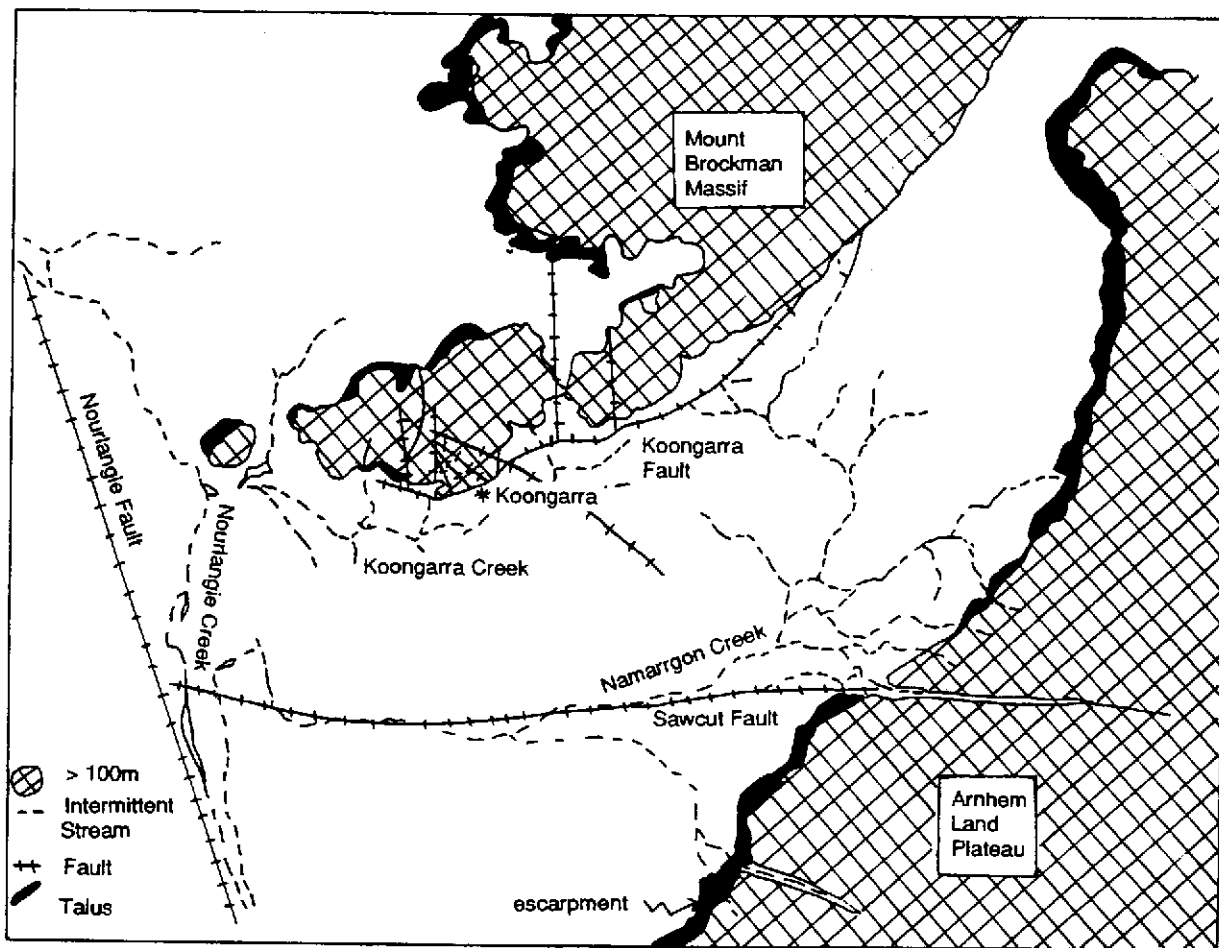 Mount
Brockman
Massif
Nourlangie Fault
Koongarra
Fault
* Koongarra
Nourlangie Creek
Koongarra Creek
Namarrgon Creek
Sawcut Fault
> 100m
Intermittent
Stream
Fault
Talus
Arnhem
Land
Plateau
escarpment